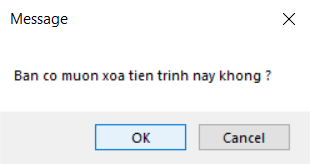 Message
Ban co muon xoa tien trinh nay khong ?
OK
Cancel